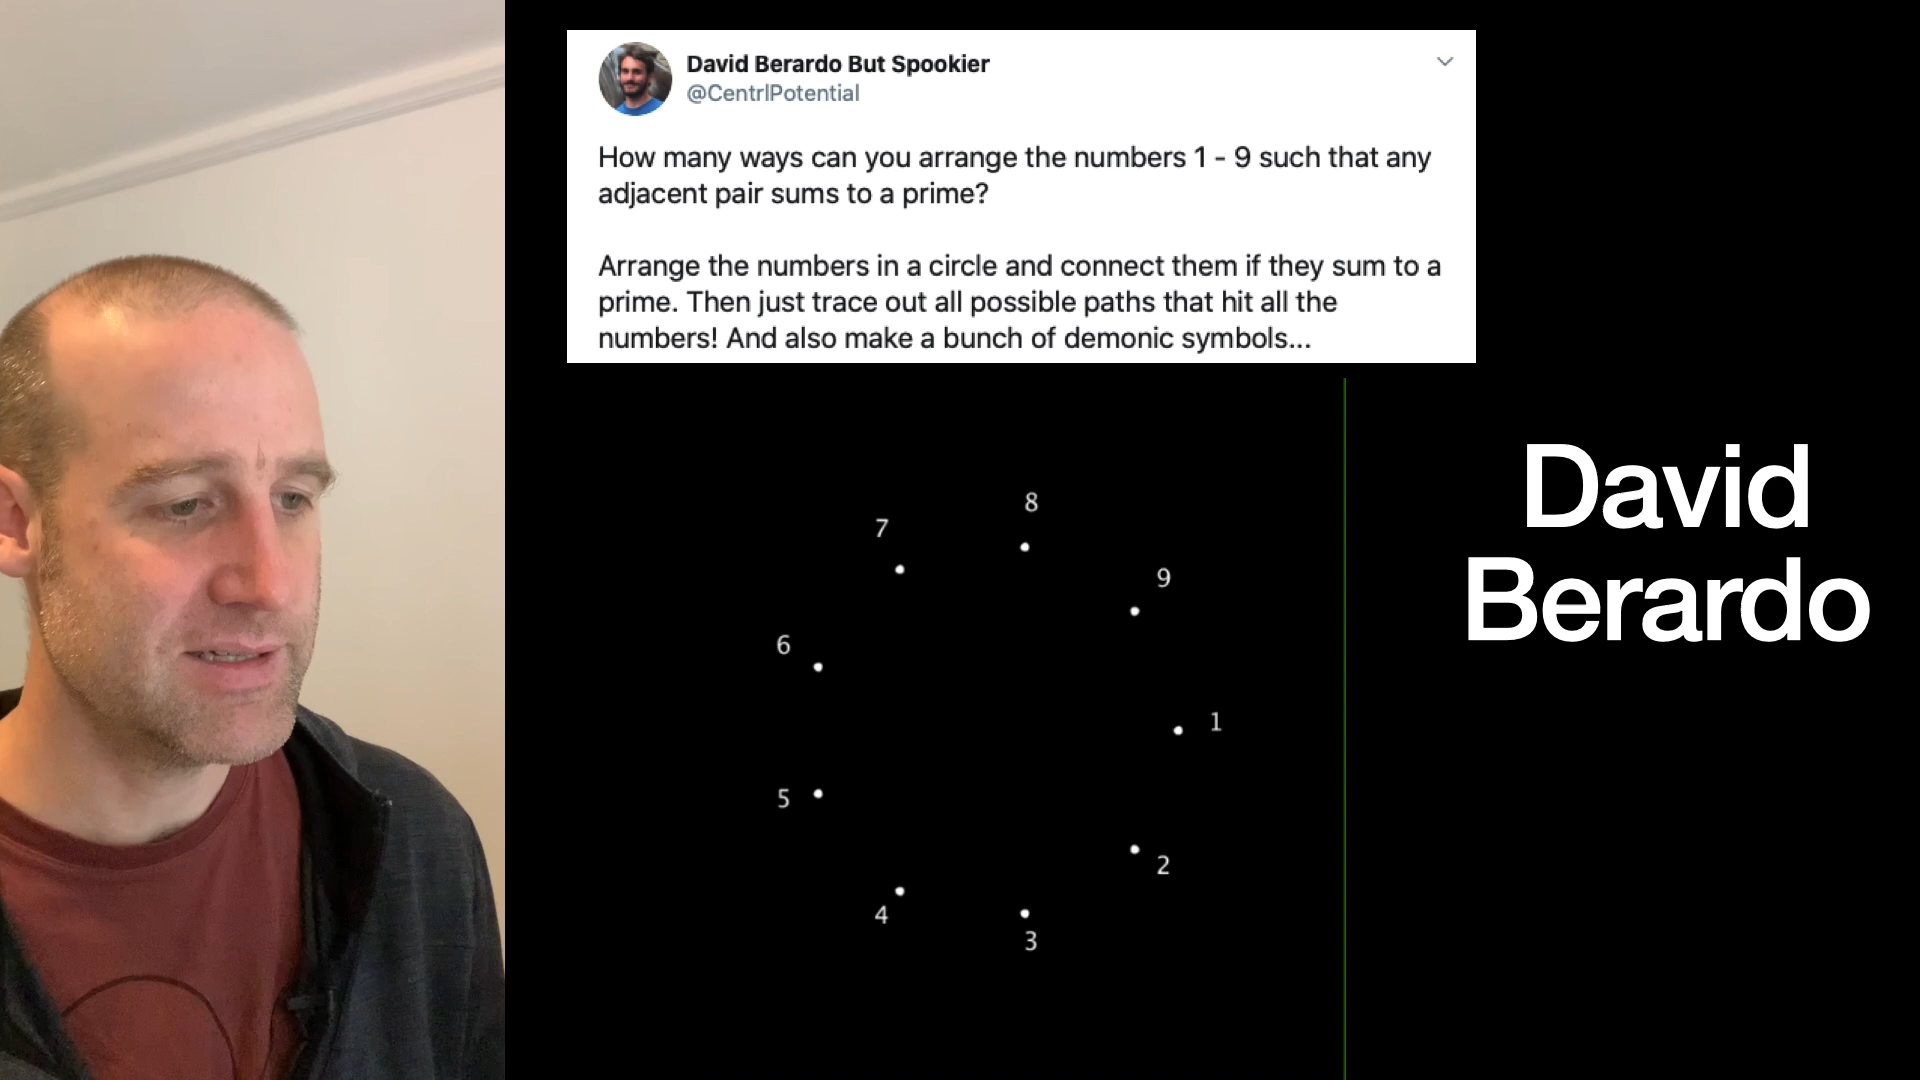 David Berardo But Spookier
@CentrlPotential
How many ways can you arrange the numbers 1 - 9 such that any
adjacent pair sums to a prime?
Arrange the numbers in a circle and connect them if they sum to a
prime. Then just trace out all possible paths that hit all the
numbers! And also make a bunch of demonic symbols...
David
Berardo
8
7
9
6
1
5
2
4
3